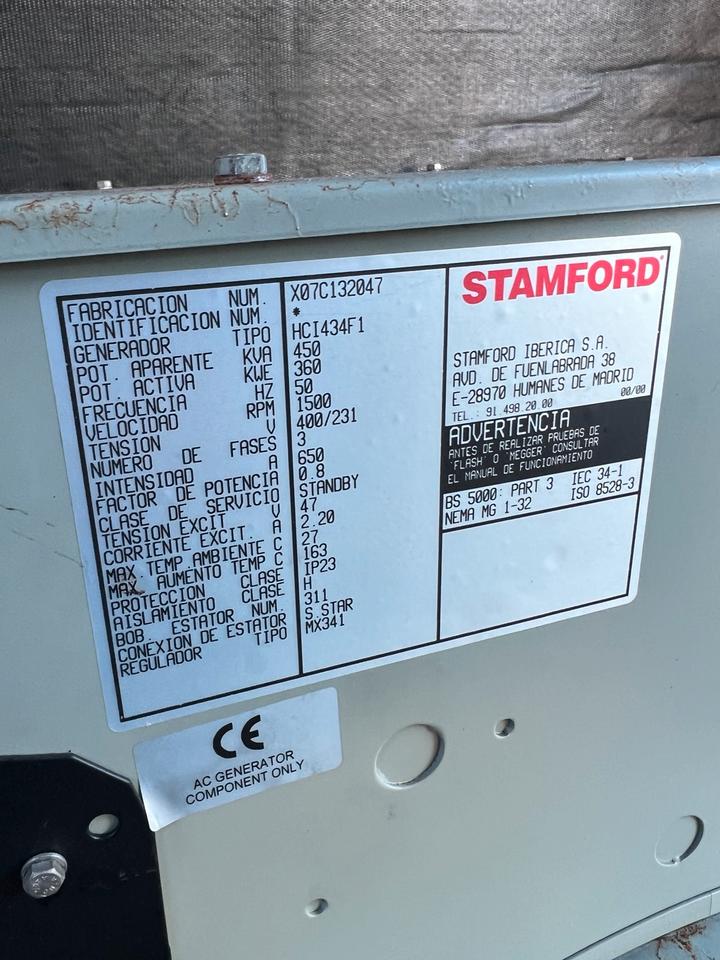 FABRICACION NUM. X07C132047
IDENTIFICACION NUM. *
GENERADOR TIPO HCI434F1
POT. APARENTE KVA 450
POT. ACTIVA KWE 360
FRECUENCIA HZ 50
VELOCIDAD RPM 1500
TENSION V 400/231
NUMERO DE FASES 3
INTENSIDAD A 650
FACTOR DE POTENCIA 0.8
CLASE DE SERVICIO STANDBY
TENSION EXCIT V 47
CORRIENTE EXCIT. A 2.20
MAX. TEMP.AMBIENTE C 27
MAX. AUMENTO TEMP C 163
PROTECCION CLASE IP23
AISLAMIENTO CLASE H
BOB. ESTATOR NUM. 311
CONEXION DE ESTATOR S.STAR
REGULADOR TIPO MX341
STAMFORD
STAMFORD IBERICA S.A.
AVD. DE FUENLABRADA 38
E-28970 HUMANES DE MADRID
TEL.: 91.498.20.00 00/00
ADVERTENCIA
ANTES DE REALIZAR PRUEBAS DE
'FLASH' O 'MEGGER' CONSULTAR
EL MANUAL DE FUNCIONAMIENTO
BS 5000: PART 3 IEC 34-1
NEMA MG 1-32 ISO 8528-3
CE
AC GENERATOR
COMPONENT ONLY